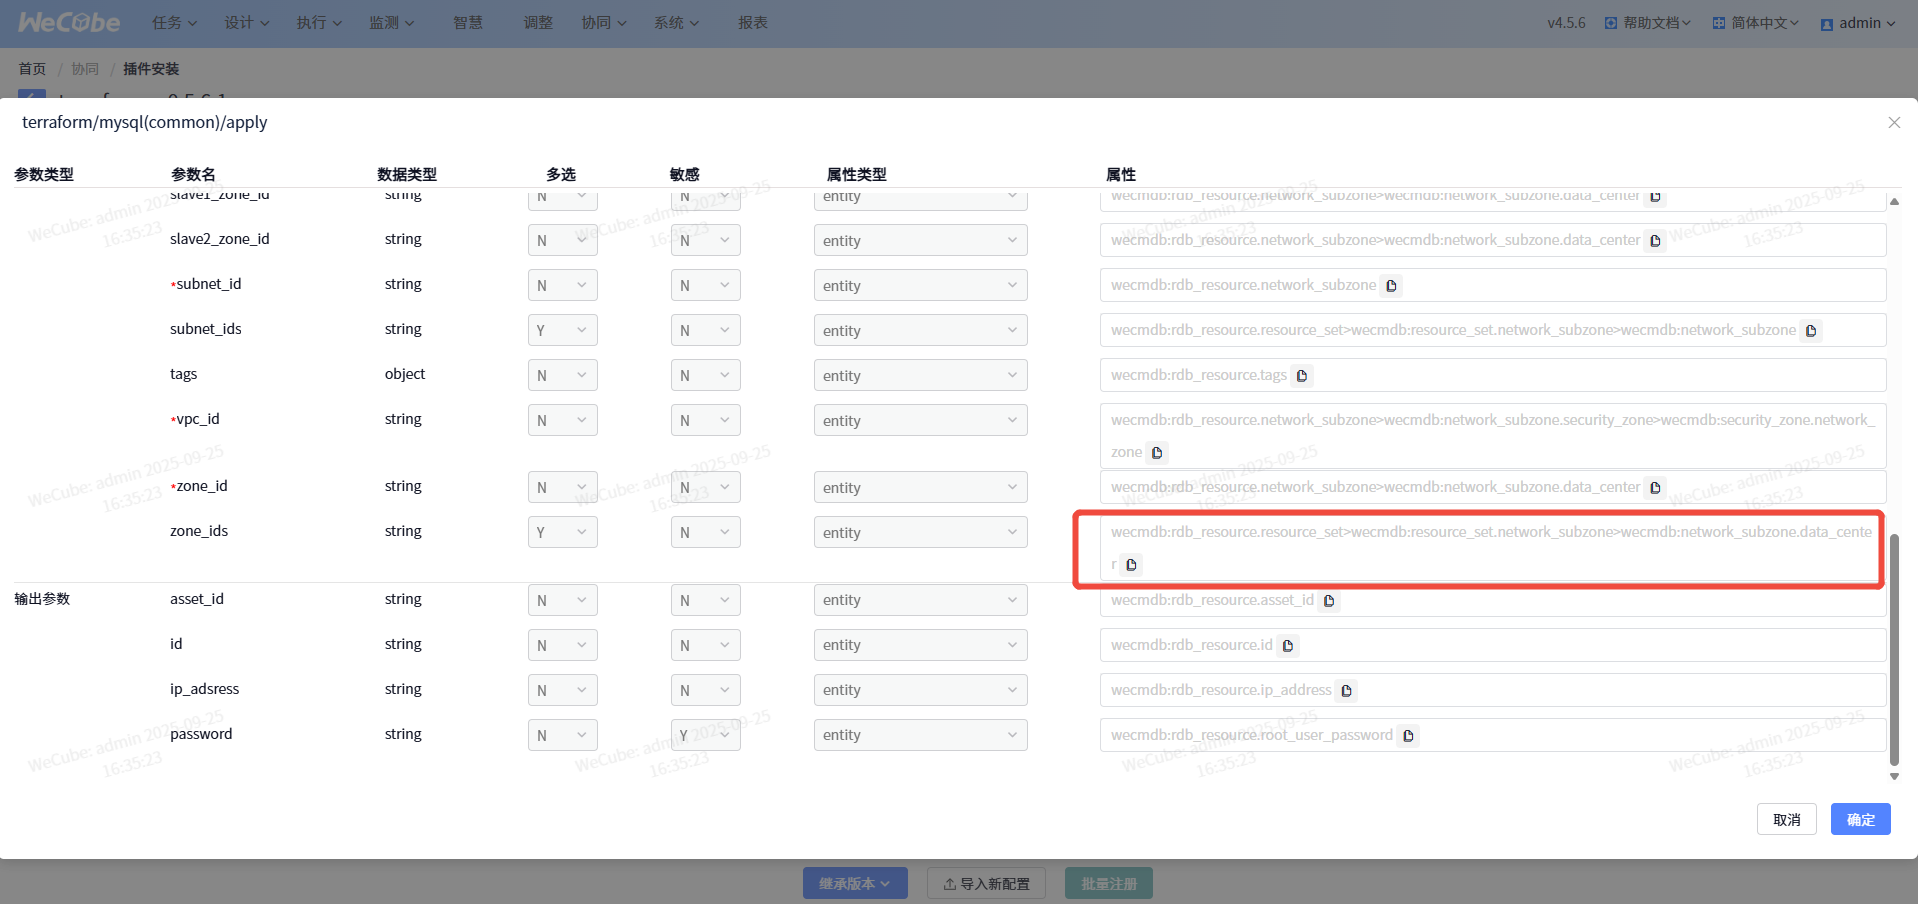 WeCube 任务 设计 执行 监测 智慧 调整 协同 系统 报表 v4.5.6 帮助文档 简体中文 admin
首页 / 协同 / 插件安装
terraform/mysql(common)/apply
参数类型 参数名 数据类型 多选 敏感 属性类型 属性
slave1_zone_id string N N entity wecmdb:rdb_resource.network_subzone>wecmdb:network_subzone.data_center
slave2_zone_id string N N entity wecmdb:rdb_resource.network_subzone>wecmdb:network_subzone.data_center
*subnet_id string N N entity wecmdb:rdb_resource.network_subzone
subnet_ids string Y N entity wecmdb:rdb_resource.resource_set>wecmdb:resource_set.network_subzone>wecmdb:network_subzone
tags object N N entity wecmdb:rdb_resource.tags
*vpc_id string N N entity wecmdb:rdb_resource.network_subzone>wecmdb:network_subzone.security_zone>wecmdb:security_zone.network_
zone
*zone_id string N N entity wecmdb:rdb_resource.network_subzone>wecmdb:network_subzone.data_center
zone_ids string Y N entity wecmdb:rdb_resource.resource_set>wecmdb:resource_set.network_subzone>wecmdb:network_subzone.data_cente
r
输出参数 asset_id string N N entity wecmdb:rdb_resource.asset_id
id string N N entity wecmdb:rdb_resource.id
ip_adsress string N N entity wecmdb:rdb_resource.ip_address
password string N Y entity wecmdb:rdb_resource.root_user_password
WeCube: admin 2025-09-25
16:35:23
取消 确定
继承版本 导入新配置 批量注册